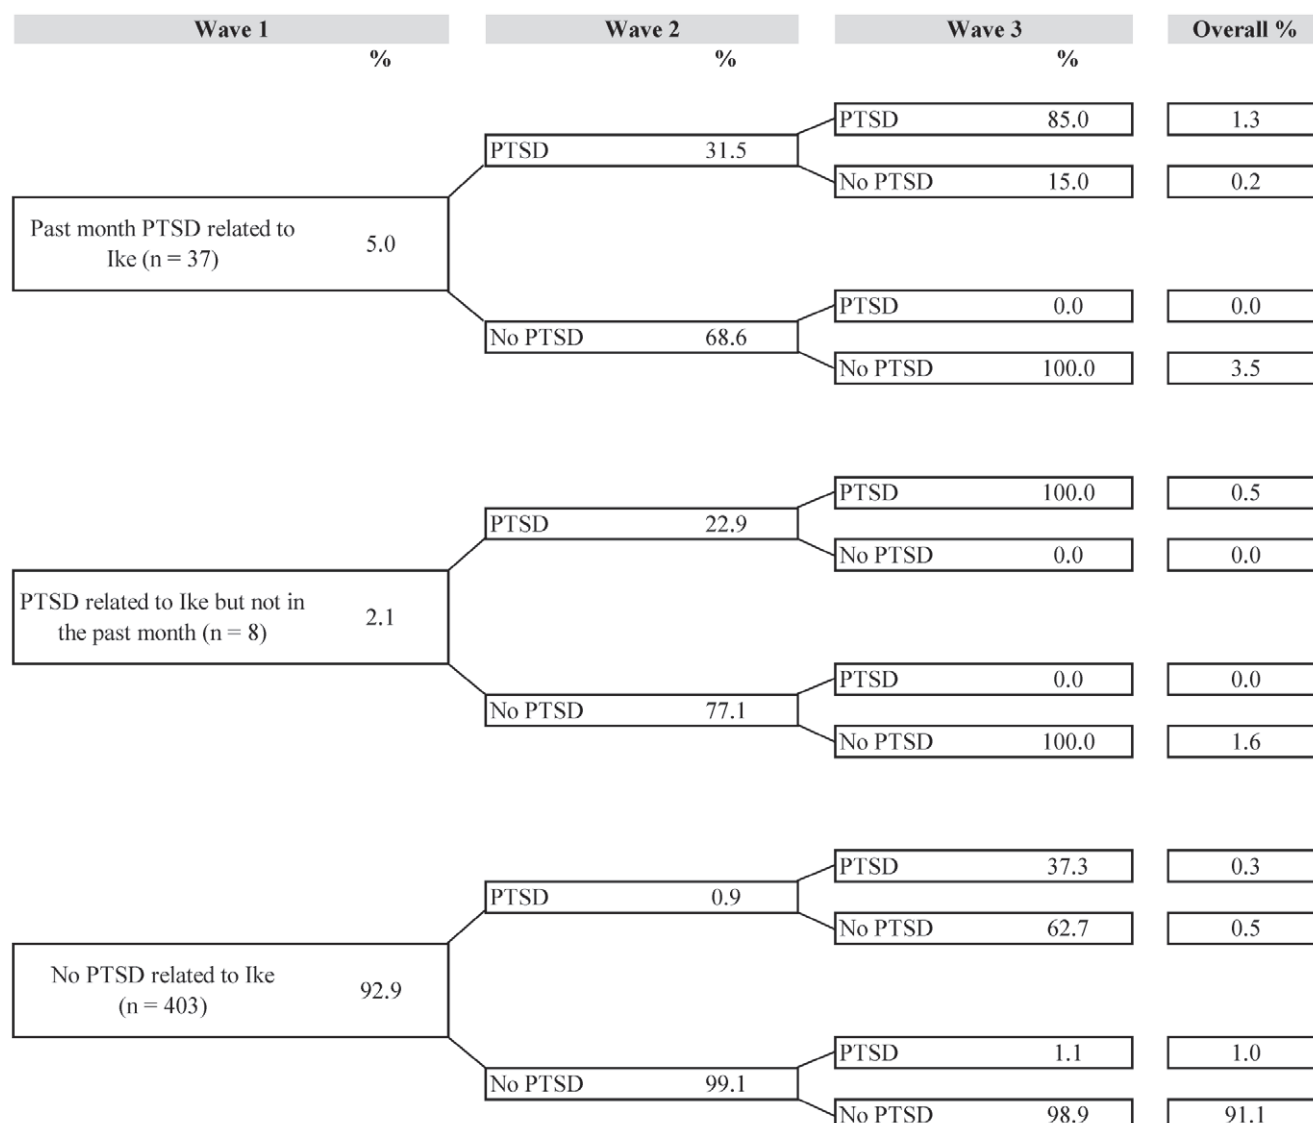 Wave 1 Wave 2 Wave 3 Overall %
% % %
PTSD 85.0 1.3
PTSD 31.5
No PTSD 15.0 0.2
Past month PTSD related to
Ike (n = 37) 5.0
PTSD 0.0 0.0
No PTSD 68.6
No PTSD 100.0 3.5
PTSD 100.0 0.5
PTSD 22.9
No PTSD 0.0 0.0
PTSD related to Ike but not in
the past month (n = 8) 2.1
PTSD 0.0 0.0
No PTSD 77.1
No PTSD 100.0 1.6
PTSD 37.3 0.3
PTSD 0.9
No PTSD 62.7 0.5
No PTSD related to Ike
(n = 403) 92.9
PTSD 1.1 1.0
No PTSD 99.1
No PTSD 98.9 91.1